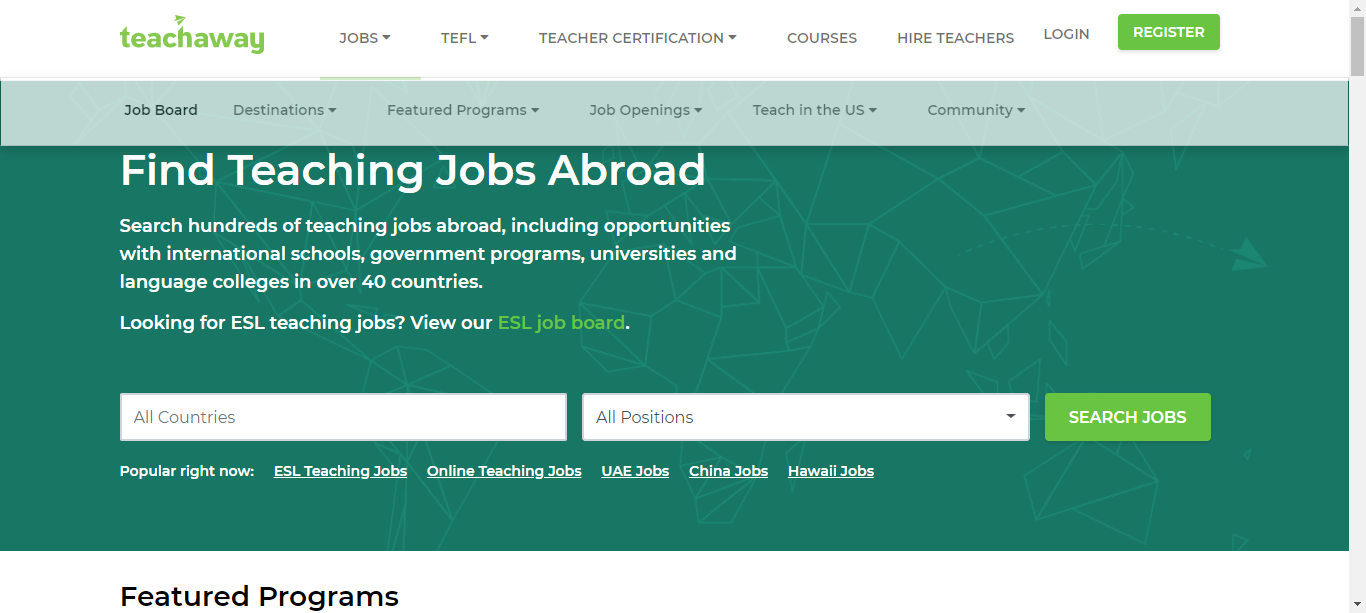 teachaway
JOBS TEFL TEACHER CERTIFICATION COURSES HIRE TEACHERS LOGIN REGISTER
Job Board Destinations Featured Programs Job Openings Teach in the US Community
Find Teaching Jobs Abroad
Search hundreds of teaching jobs abroad, including opportunities
with international schools, government programs, universities and
language colleges in over 40 countries.
Looking for ESL teaching jobs? View our ESL job board.
All Countries All Positions SEARCH JOBS
Popular right now: ESL Teaching Jobs Online Teaching Jobs UAE Jobs China Jobs Hawaii Jobs
Featured Programs